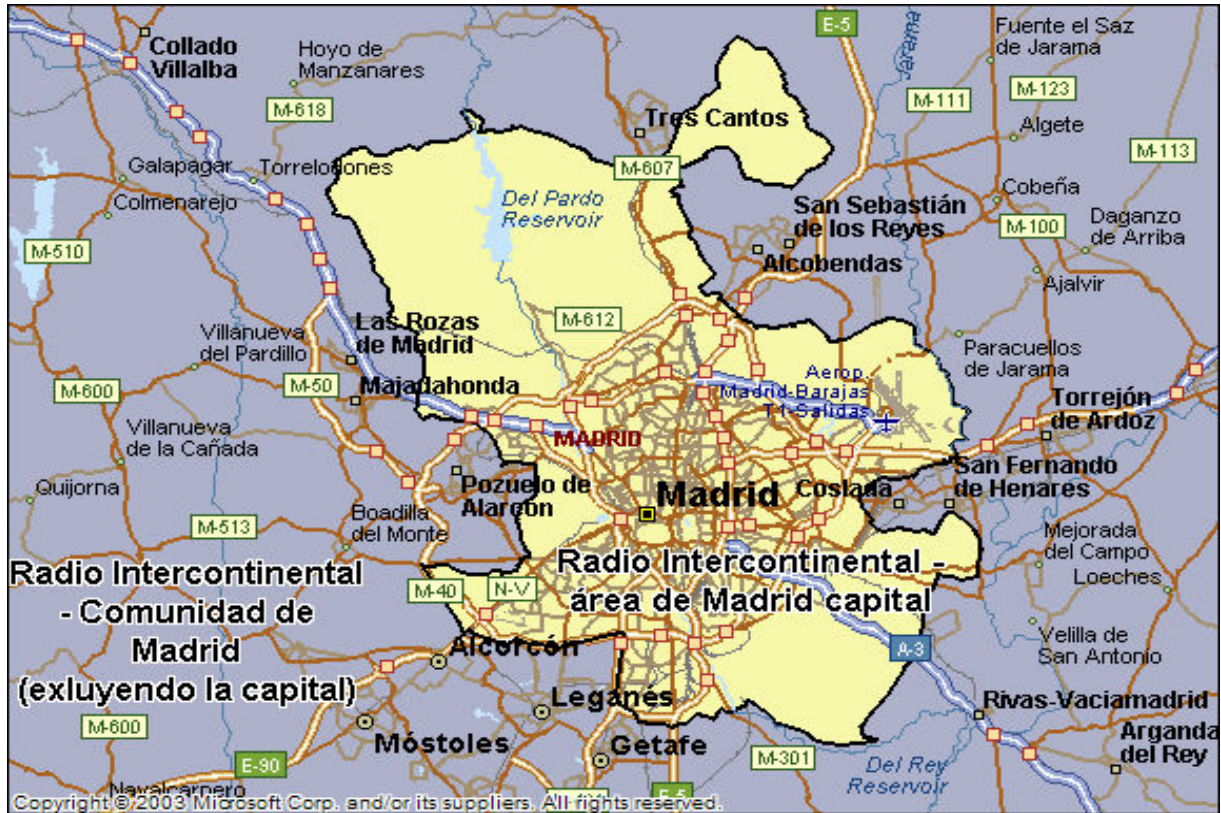 E-5
Fuente el Saz
de Jarama
Collado
Villalba
Hoyo de
Manzanares
Jarama
M-618
M-111
M-123
Tres Cantos
Algete
M-113
Galapagar
Torrelodones
M-607
Colmenarejo
Del Pardo
Reservoir
San Sebastián
de los Reyes
Cobeña
Daganzo
de Arriba
M-100
M-510
Alcobendas
Ajalvir
Las Rozas
de Madrid
M-612
Villanueva
del Pardillo
Paracuellos
de Jarama
M-50
Majadahonda
M-600
Aerop.
Madrid-Barajas
T1-Salidas
Torrejón
de Ardoz
Villanueva
de la Cañada
MADRID
San Fernando
de Henares
Quijorna
Pozuelo de
Alarcón
Madrid
Coslada
M-513
Boadilla
del Monte
Mejorada
del Campo
Loeches
Radio Intercontinental
- Comunidad de
Madrid
(exluyendo la capital)
Radio Intercontinental -
área de Madrid capital
M-40
N-V
Velilla de
San Antonio
A-3
Alcorcón
Leganés
Rivas-Vaciamadrid
M-600
Móstoles
Getafe
Arganda
del Rey
M-301
Del Rey
Reservoir
E-90
Navalcarnero
E-5
Copyright © 2003 Microsoft Corp. and/or its suppliers. All rights reserved.